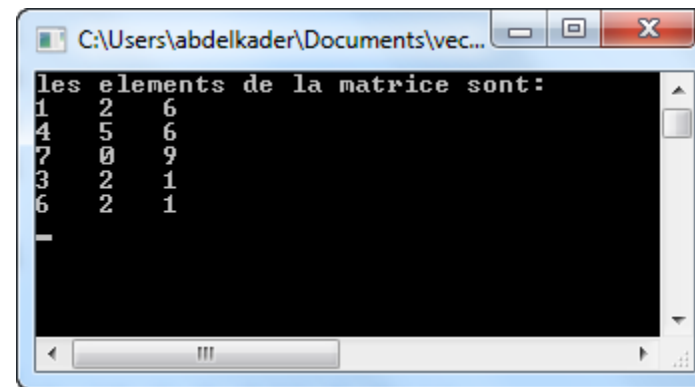 C:\Users\abdelkader\Documents\vec...
les elements de la matrice sont:
1 2 6
4 5 6
7 0 9
3 2 1
6 2 1